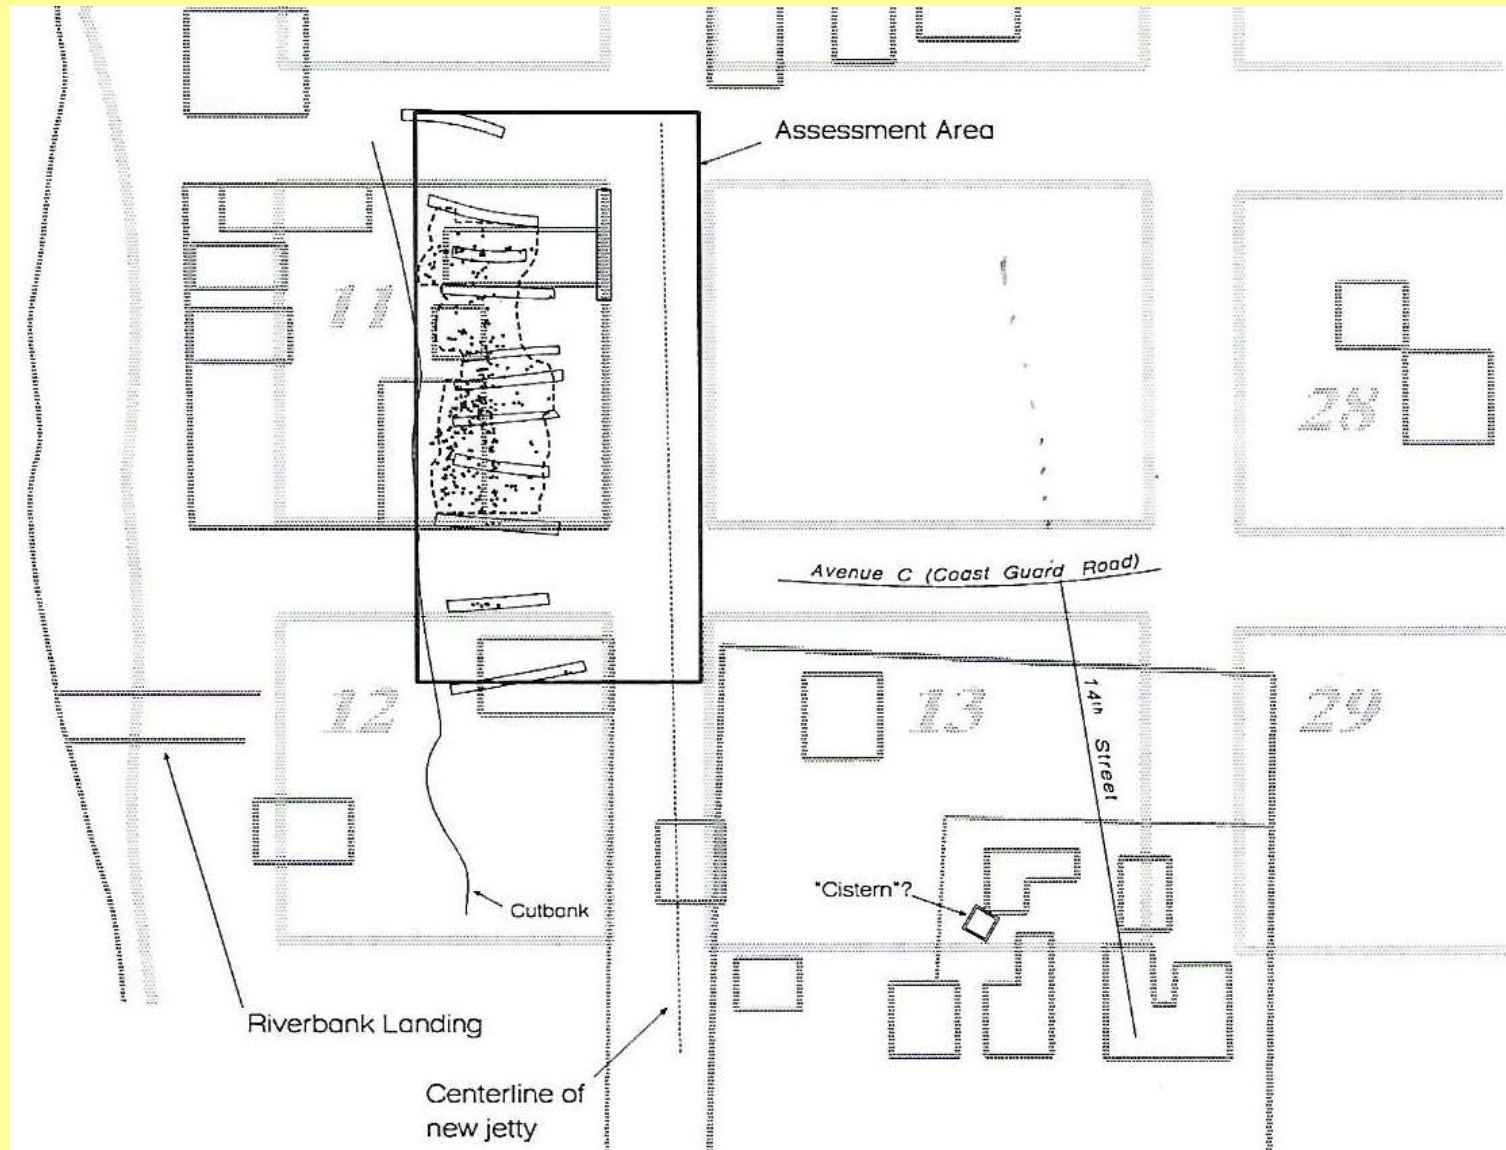 Assessment Area
11
28
Avenue C (Coast Guard Road)
12
13
14th Street
29
"Cistern"?
Cutbank
Riverbank Landing
Centerline of
new jetty